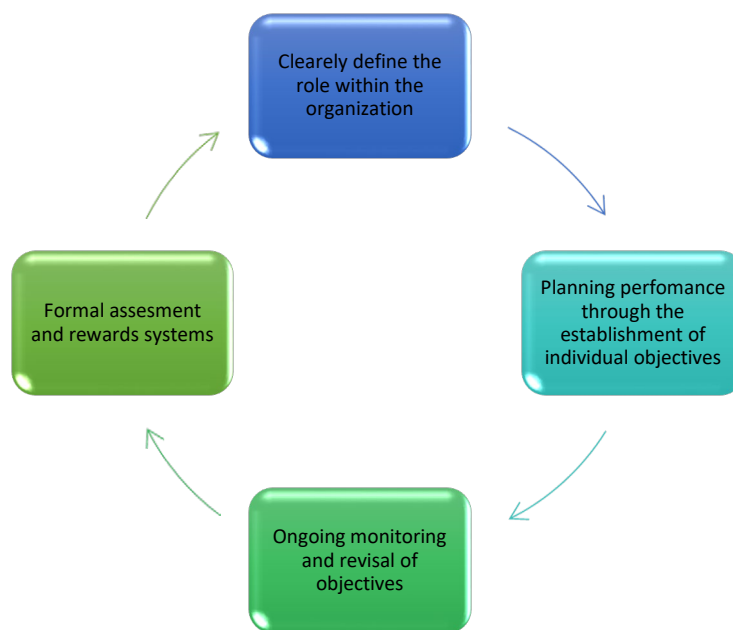 Clearely define the
role within the
organization
Planning perfomance
through the
establishment of
individual objectives
Ongoing monitoring
and revisal of
objectives
Formal assesment
and rewards systems